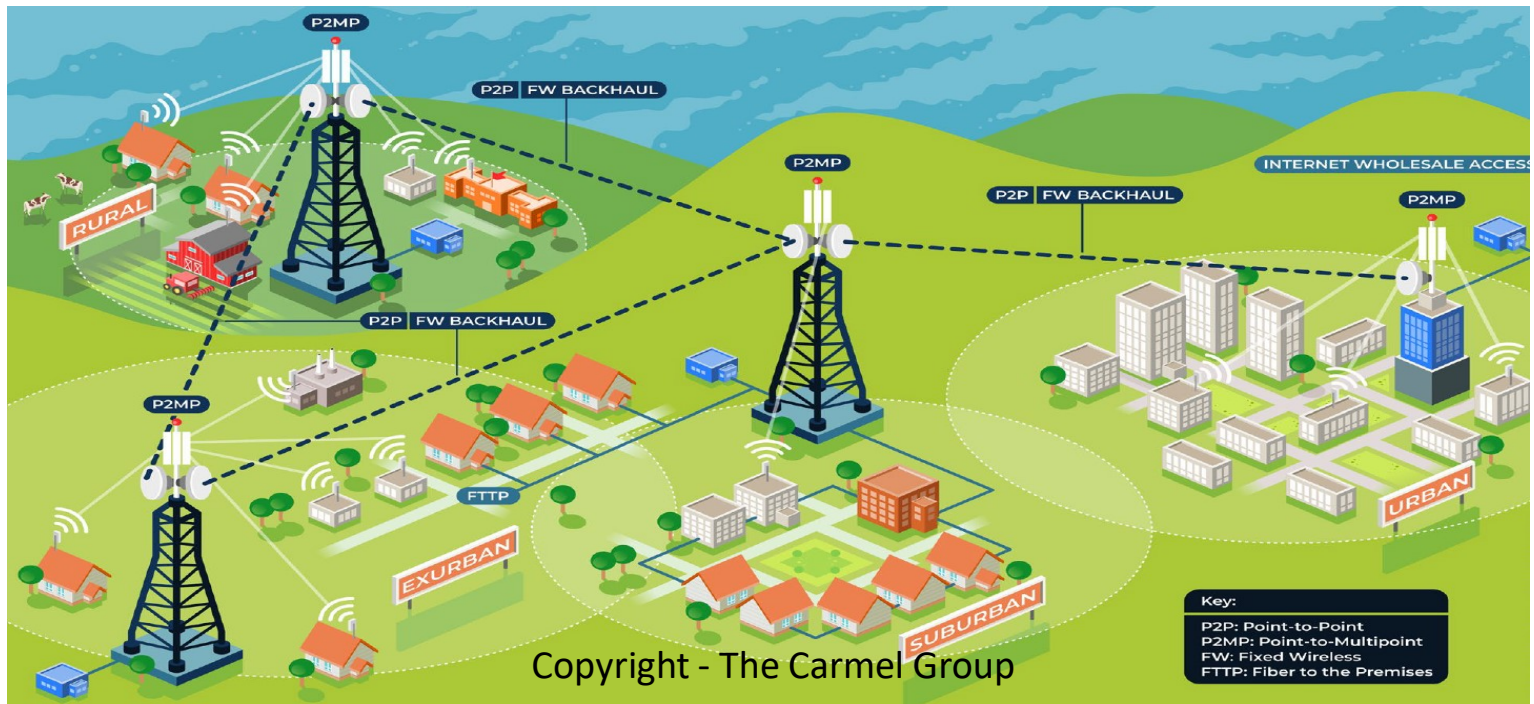 P2MP
P2P FW BACKHAUL
P2MP
INTERNET WHOLESALE ACCESS
P2P FW BACKHAUL
P2MP
RURAL
P2P FW BACKHAUL
P2MP
FTTP
URBAN
EXURBAN
SUBURBAN
Key:
P2P: Point-to-Point
P2MP: Point-to-Multipoint
FW: Fixed Wireless
FTTP: Fiber to the Premises
Copyright - The Carmel Group